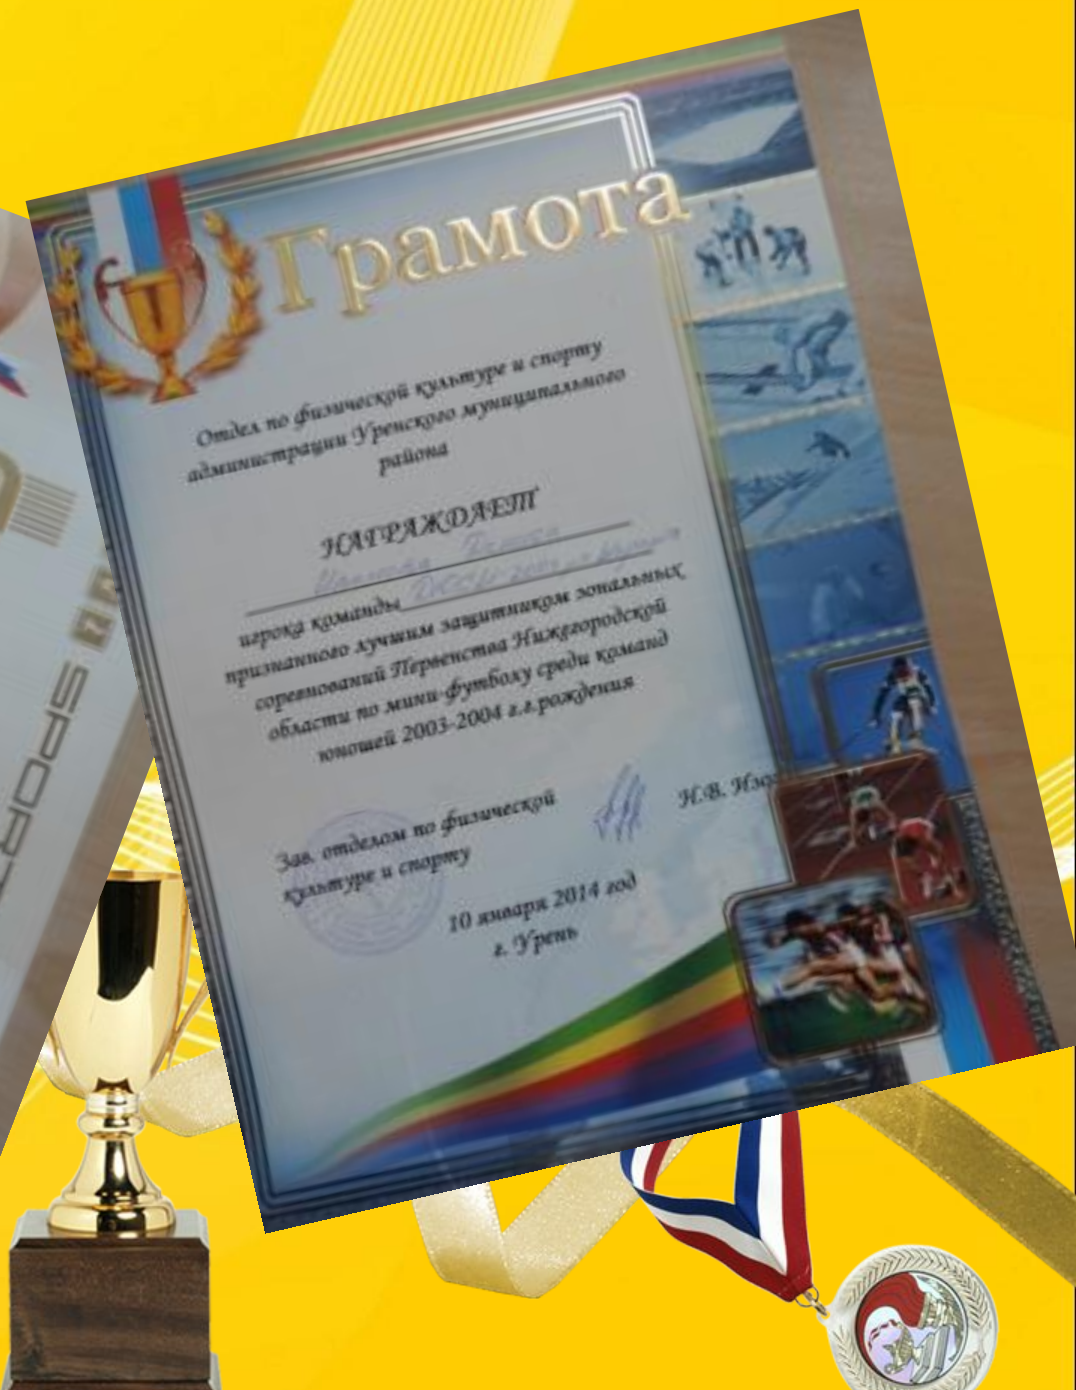 Грамота
Отдел по физической культуре и спорту
администрации Уренского муниципального
района
НАГРАЖДАЕТ
игрока команды ДЮСШ
признанного лучшим защитником зональных
соревнований Первенства Нижегородской
области по мини-футболу среди команд
юношей 2003-2004 г.г.рождения
Зав. отделом по физической
культуре и спорту
Н.В.
10 января 2014 год
г. Урень
SPORT